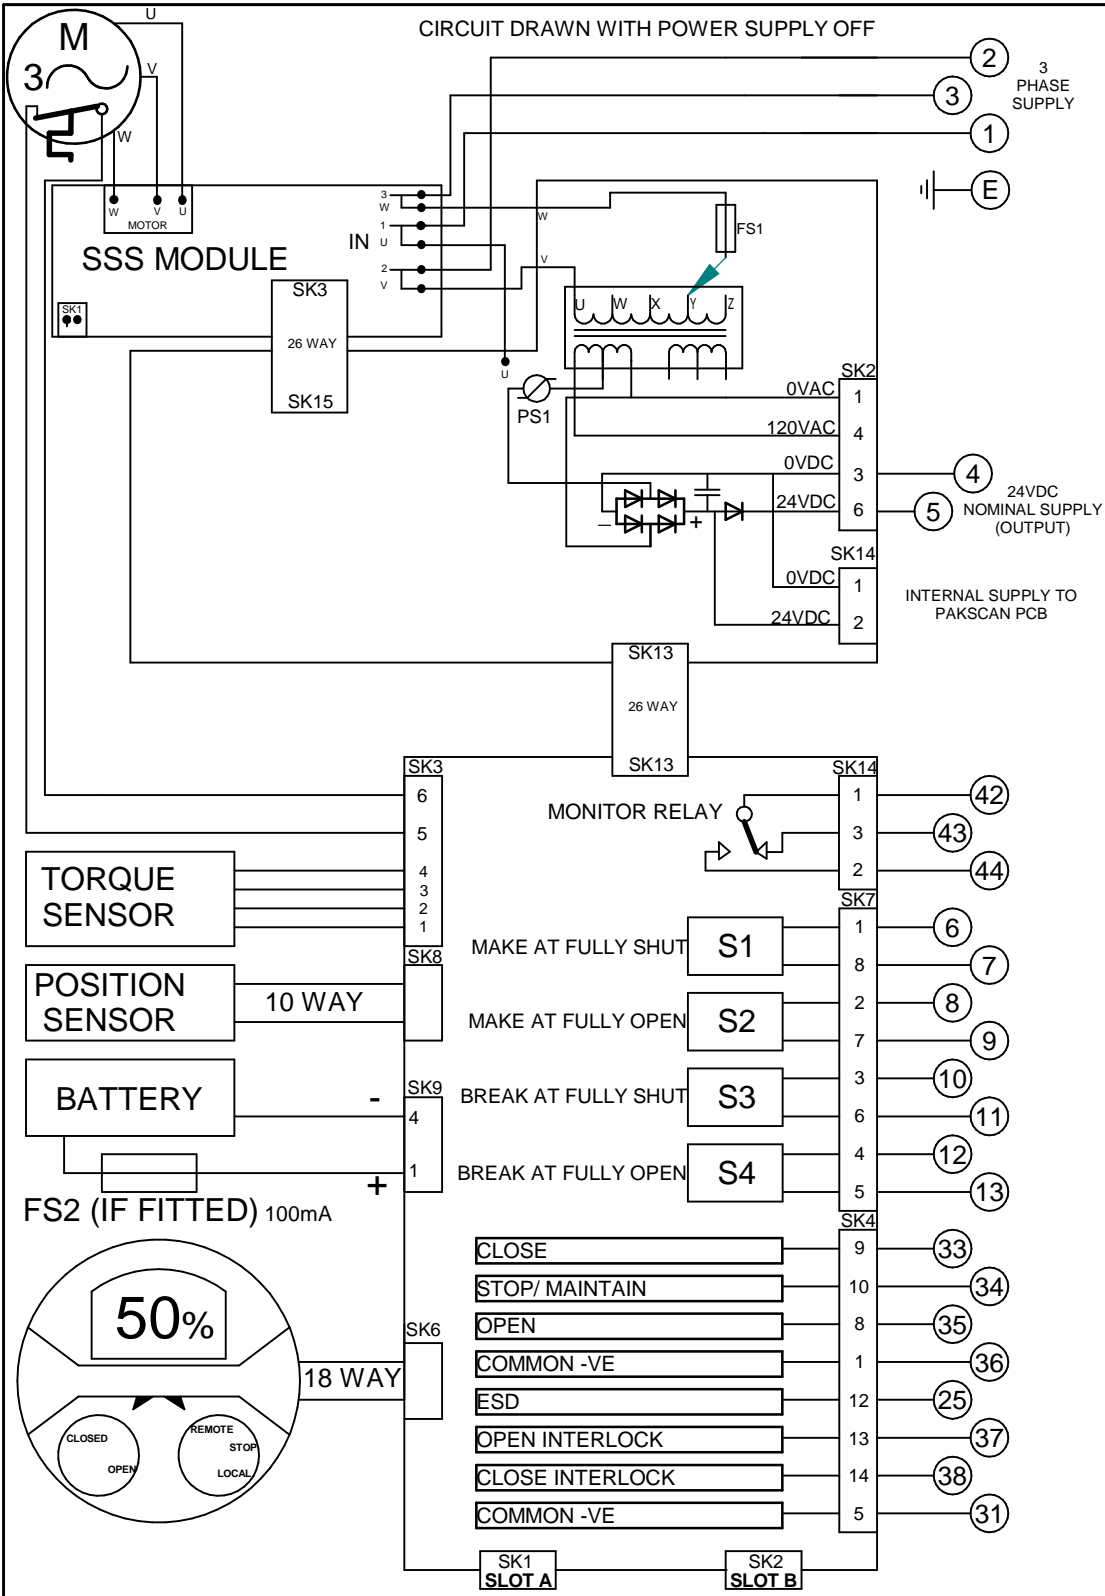 CIRCUIT DRAWN WITH POWER SUPPLY OFF
U
M
3
V
W
2
3
1
E
3
PHASE
SUPPLY
W V U
MOTOR
SSS MODULE
IN
3
W
1
U
2
V
W
V
U
FS1
SK1
SK3
26 WAY
SK15
U W X Y Z
PS1
SK2
0VAC 1
120VAC 4
0VDC 3 4
24VDC 6 5
24VDC
NOMINAL SUPPLY
(OUTPUT)
– +
SK14
0VDC 1
24VDC 2
INTERNAL SUPPLY TO
PAKSCAN PCB
SK13
26 WAY
SK13
SK3
6
5
4
3
2
1
TORQUE
SENSOR
SK14
MONITOR RELAY
1 42
3 43
2 44
SK7
MAKE AT FULLY SHUT S1
1 6
8 7
MAKE AT FULLY OPEN S2
2 8
7 9
BREAK AT FULLY SHUT S3
3 10
6 11
BREAK AT FULLY OPEN S4
4 12
5 13
SK8
POSITION
SENSOR
10 WAY
SK9
BATTERY
- 4
+ 1
FS2 (IF FITTED) 100mA
SK4
CLOSE 9 33
STOP/ MAINTAIN 10 34
OPEN 8 35
COMMON -VE 1 36
ESD 12 25
OPEN INTERLOCK 13 37
CLOSE INTERLOCK 14 38
COMMON -VE 5 31
50%
SK6
18 WAY
CLOSED
OPEN
REMOTE
STOP
LOCAL
SK1
SLOT A
SK2
SLOT B